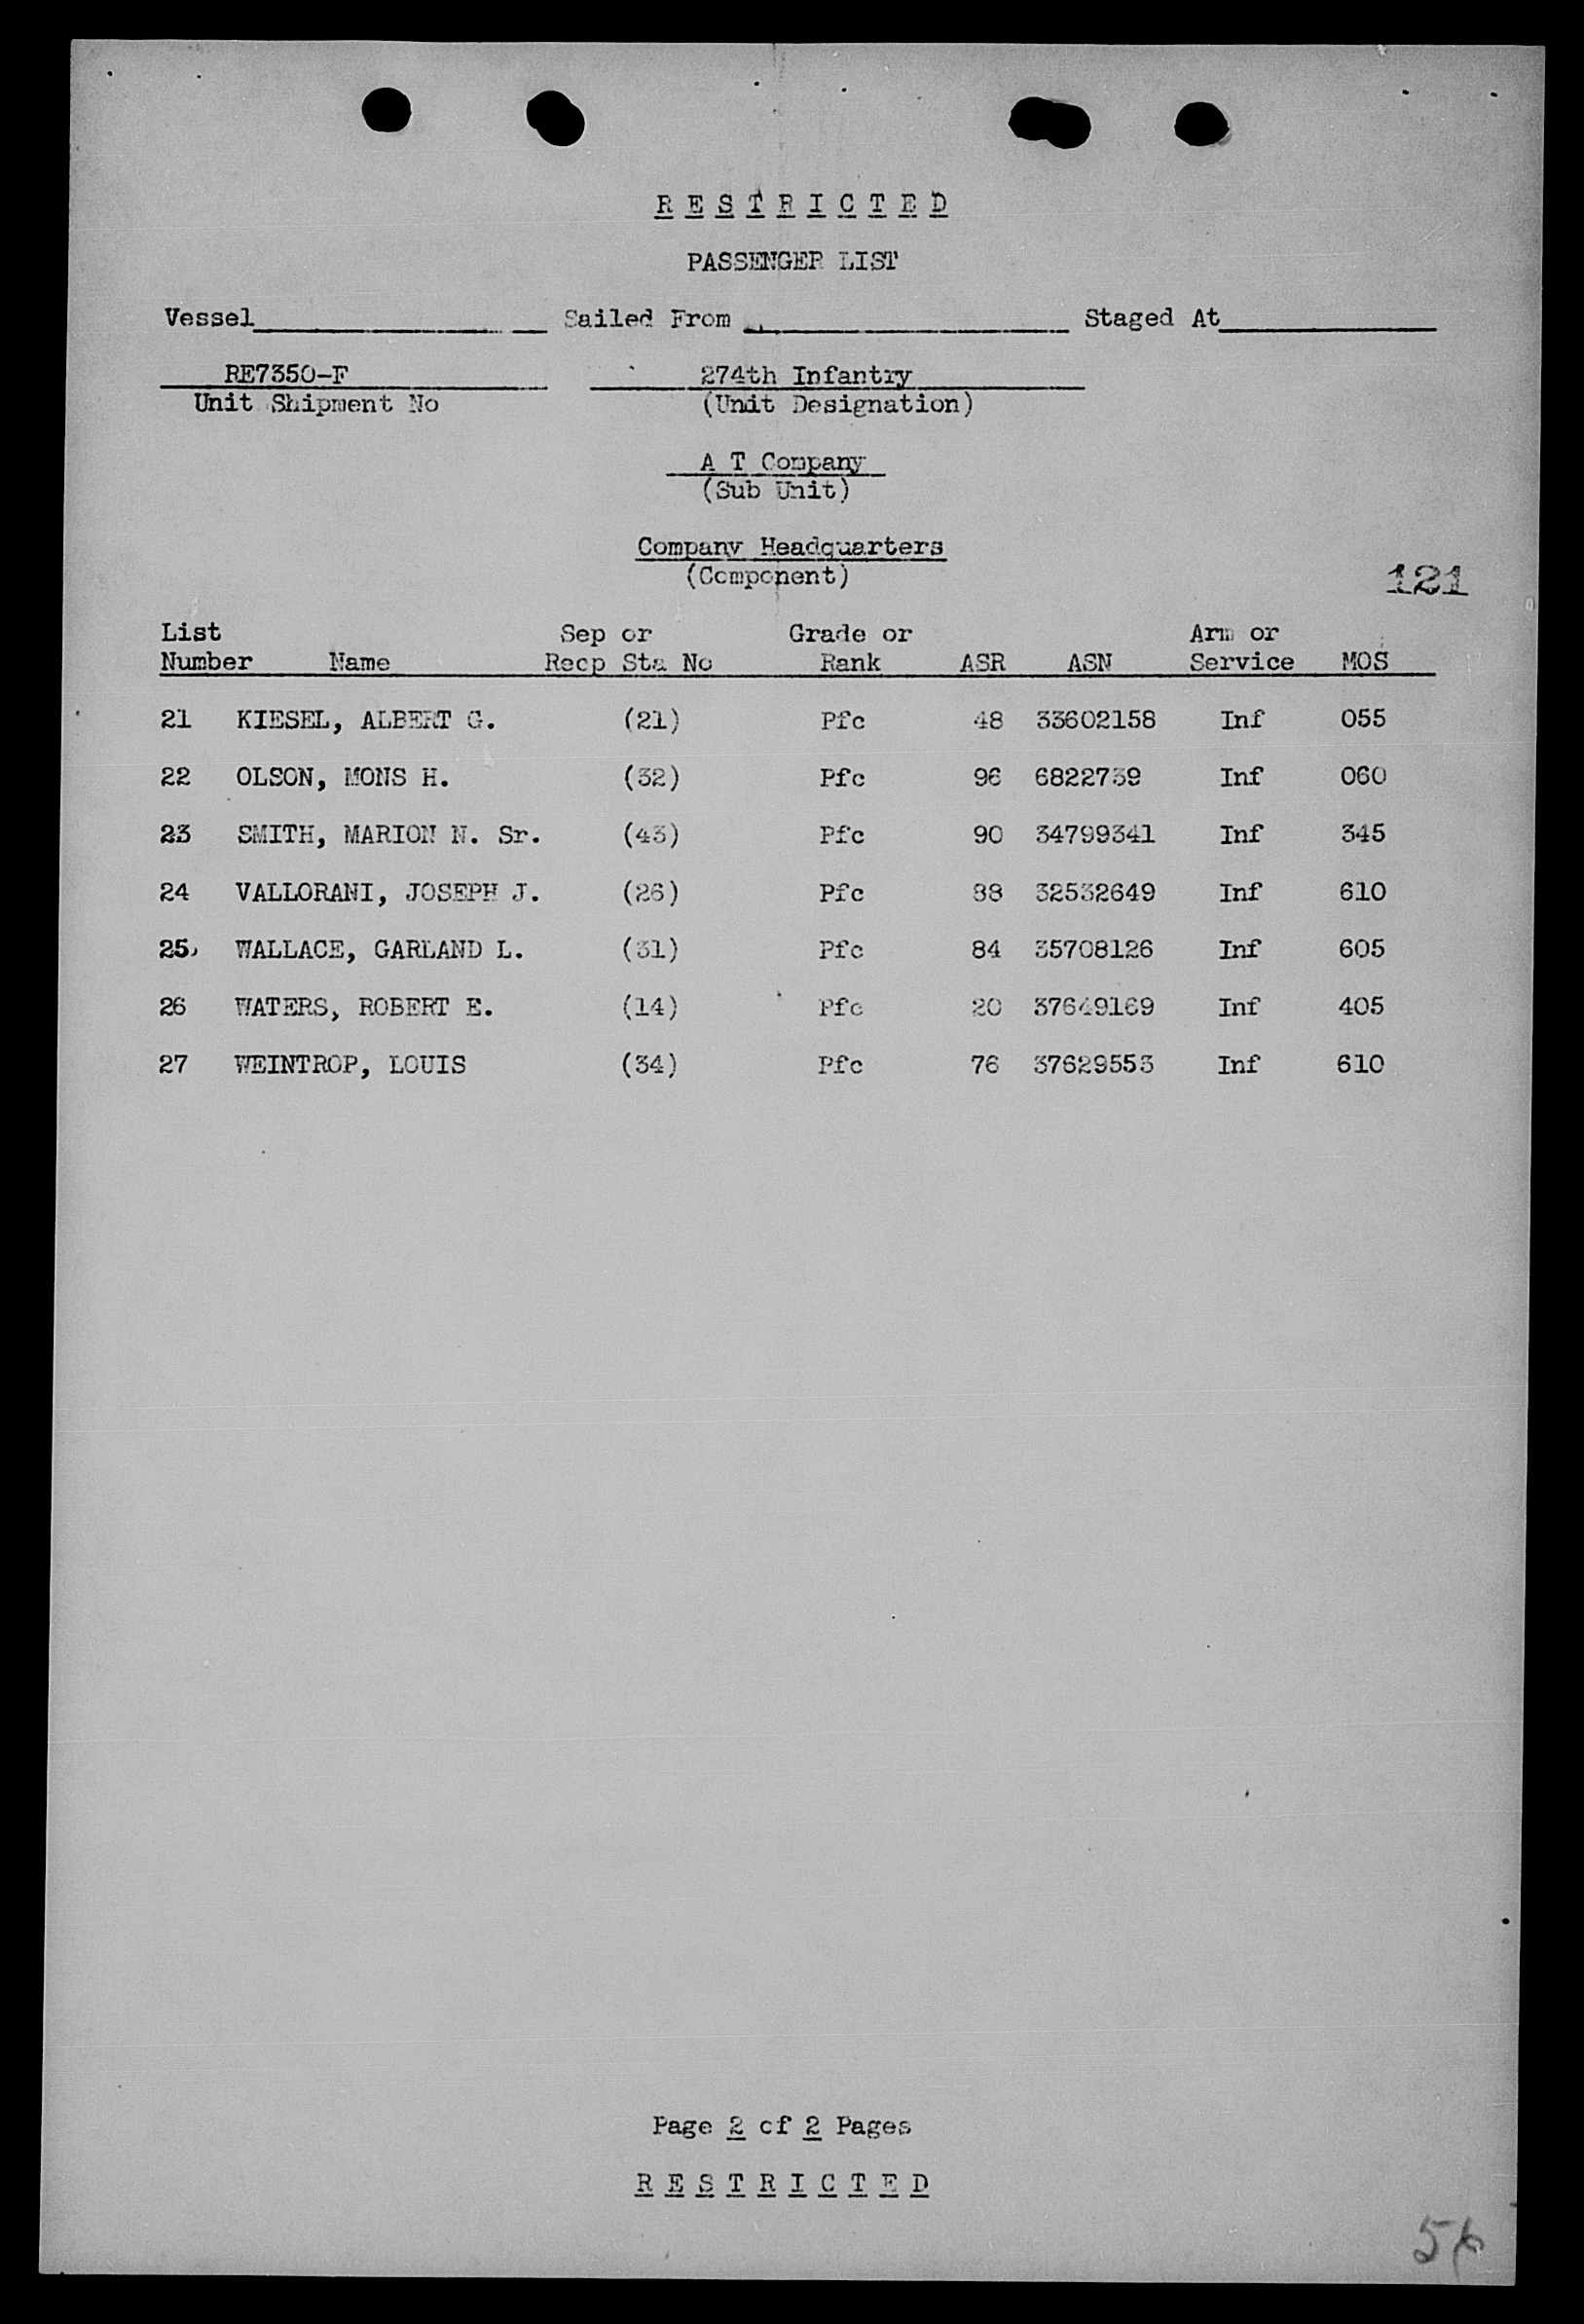 R E S T R I C T E D
PASSENGER LIST
Vessel Sailed From Staged At
RE7350-F 274th Infantry
Unit Shipment No (Unit Designation)
A T Company
(Sub Unit)
Company Headquarters
(Component)
121
List Sep or Grade or Arm or
Number Name Recp Sta No Rank ASR ASN Service MOS
21 KIESEL, ALBERT G. (21) Pfc 48 33602158 Inf 055
22 OLSON, MONS H. (32) Pfc 96 6822739 Inf 060
23 SMITH, MARION N. Sr. (43) Pfc 90 34799341 Inf 345
24 VALLORANI, JOSEPH J. (26) Pfc 88 32532649 Inf 610
25 WALLACE, GARLAND L. (31) Pfc 84 35708126 Inf 605
26 WATERS, ROBERT E. (14) Pfc 20 37649169 Inf 405
27 WEINTROP, LOUIS (34) Pfc 76 37629553 Inf 610
Page 2 of 2 Pages
R E S T R I C T E D